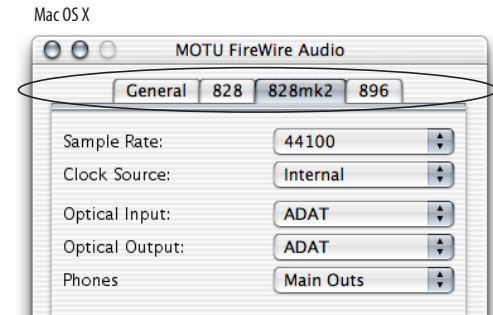 Mac OS X
MOTU FireWire Audio
General 828 828mk2 896
Sample Rate: 44100
Clock Source: Internal
Optical Input: ADAT
Optical Output: ADAT
Phones Main Outs